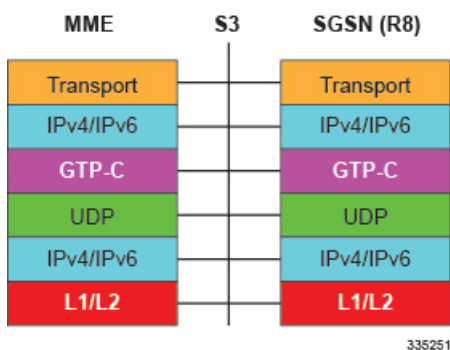 MME S3 SGSN (R8)
Transport Transport
IPv4/IPv6 IPv4/IPv6
GTP-C GTP-C
UDP UDP
IPv4/IPv6 IPv4/IPv6
L1/L2 L1/L2
335251